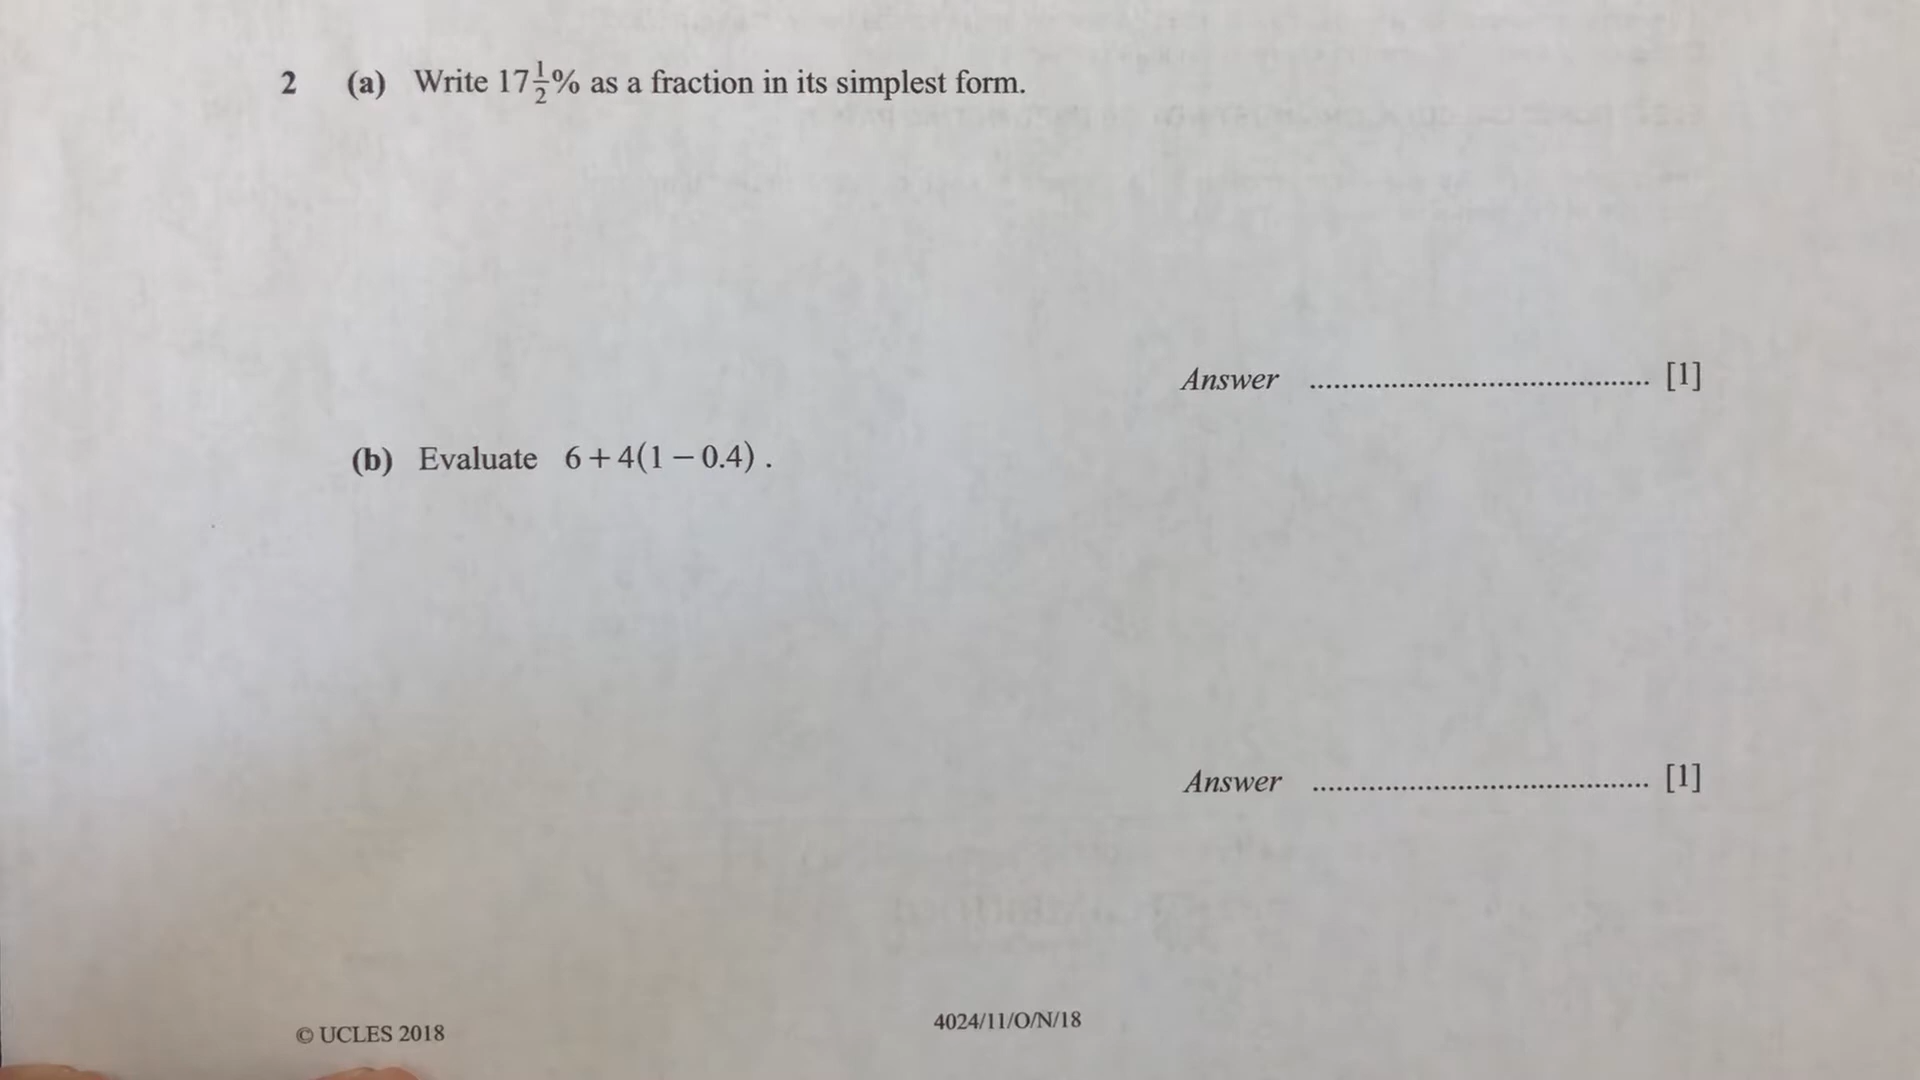 2 (a) Write 17½% as a fraction in its simplest form.
Answer .......................................... [1]
(b) Evaluate 6 + 4(1 − 0.4) .
Answer .......................................... [1]
© UCLES 2018
4024/11/O/N/18